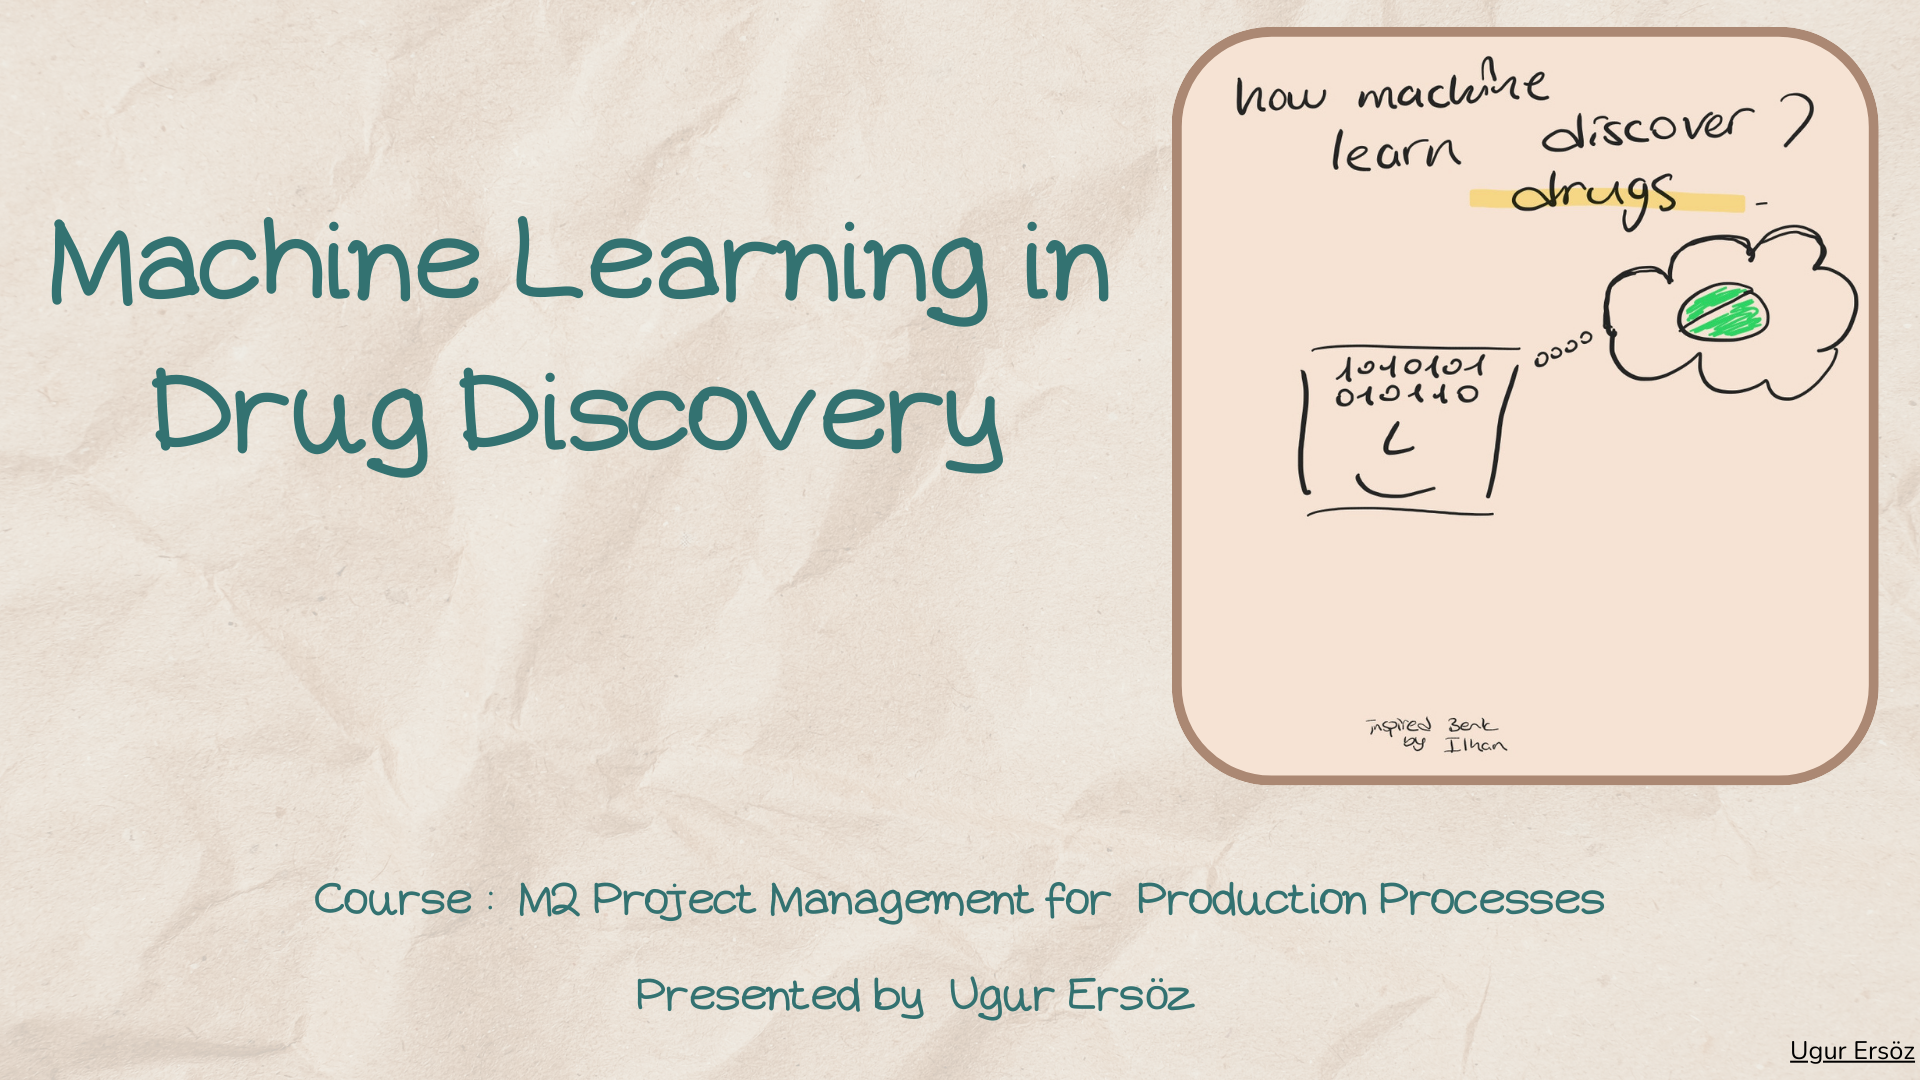 Machine Learning in
Drug Discovery
how machine
learn discover ?
drugs
1010101
010110
inspired Berk
by Ilhan
Course : M2 Project Management for Production Processes
Presented by Ugur Ersöz
Ugur Ersöz